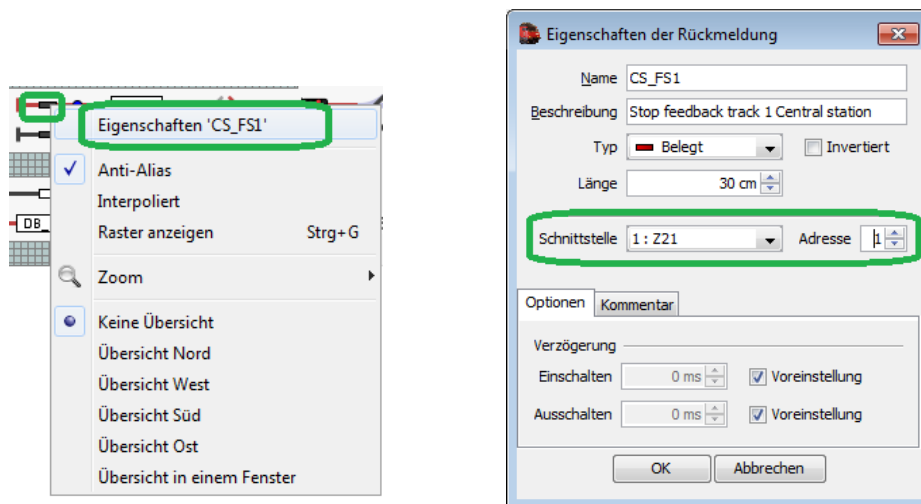 Eigenschaften 'CS_FS1'
Anti-Alias
Interpoliert
Raster anzeigen Strg+G
DB_
Zoom
Keine Übersicht
Übersicht Nord
Übersicht West
Übersicht Süd
Übersicht Ost
Übersicht in einem Fenster
Eigenschaften der Rückmeldung
Name CS_FS1
Beschreibung Stop feedback track 1 Central station
Typ Belegt Invertiert
Länge 30 cm
Schnittstelle 1 : Z21 Adresse 1
Optionen Kommentar
Verzögerung
Einschalten 0 ms Voreinstellung
Ausschalten 0 ms Voreinstellung
OK Abbrechen